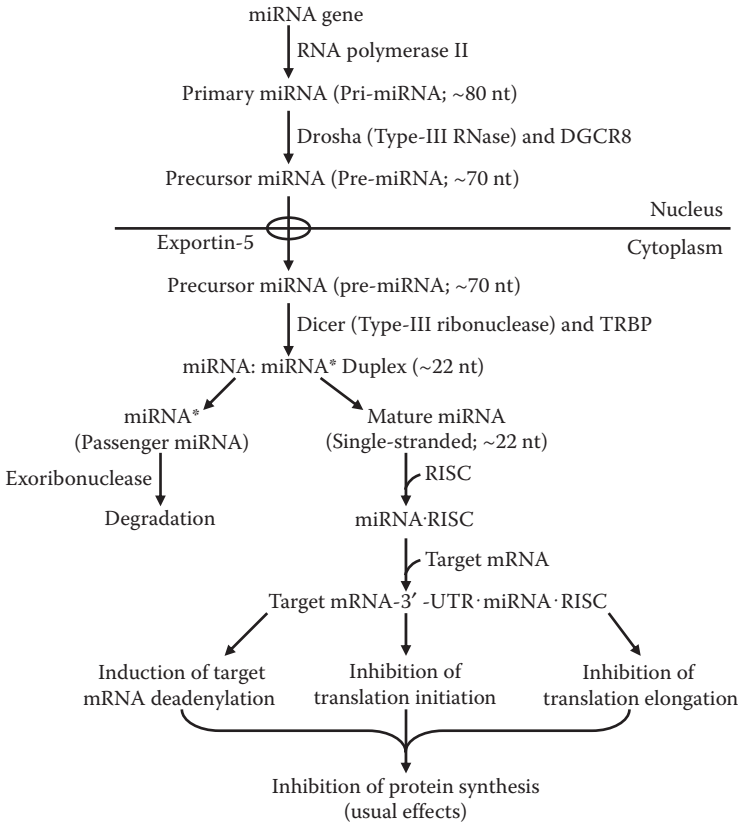 miRNA gene
RNA polymerase II
Primary miRNA (Pri-miRNA; ~80 nt)
Drosha (Type-III RNase) and DGCR8
Precursor miRNA (Pre-miRNA; ~70 nt)
Nucleus
Exportin-5
Cytoplasm
Precursor miRNA (pre-miRNA; ~70 nt)
Dicer (Type-III ribonuclease) and TRBP
miRNA: miRNA* Duplex (~22 nt)
miRNA*
(Passenger miRNA)
Mature miRNA
(Single-stranded; ~22 nt)
Exoribonuclease
RISC
Degradation
miRNA·RISC
Target mRNA
Target mRNA-3′ -UTR·miRNA·RISC
Induction of target
mRNA deadenylation
Inhibition of
translation initiation
Inhibition of
translation elongation
Inhibition of protein synthesis
(usual effects)